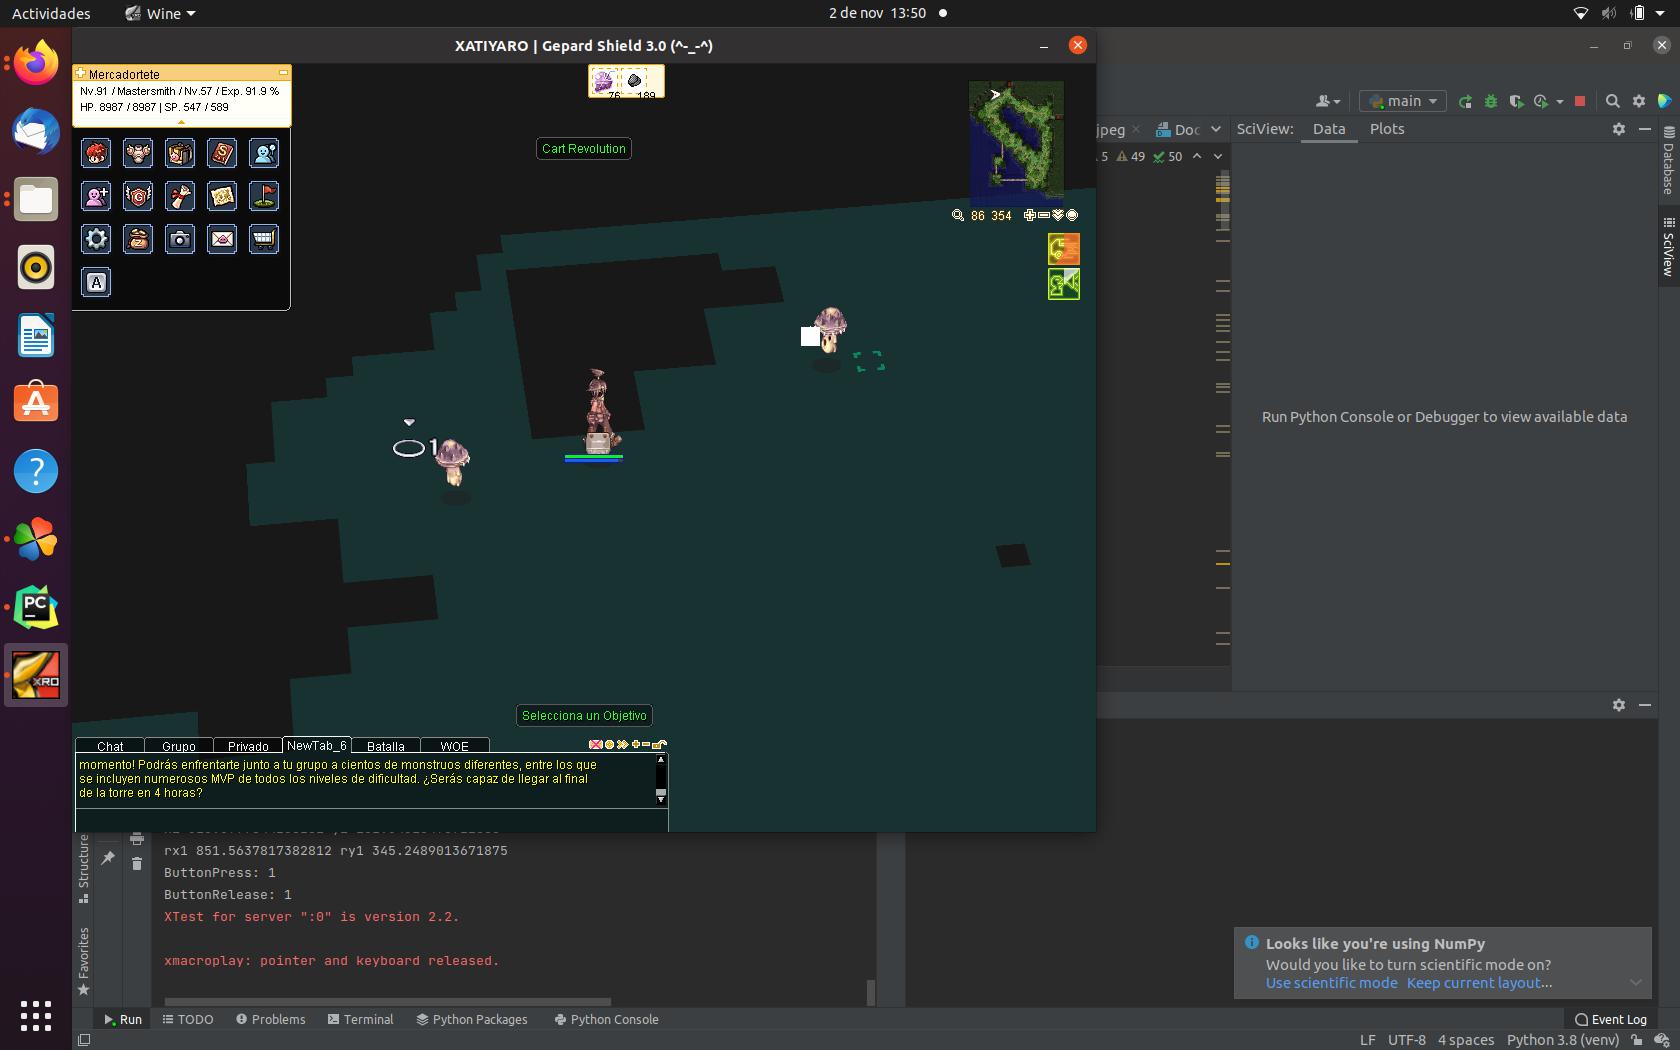 Actividades
Wine
2 de nov 13:50
XATIYARO | Gepard Shield 3.0 (^-_-^)
Mercadortete
Nv.91 / Mastersmith / Nv.57 / Exp. 91.9 %
HP. 8987 / 8987 | SP. 547 / 589
76 189
Cart Revolution
86 354
A
1
Selecciona un Objetivo
Chat Grupo Privado NewTab_6 Batalla WOE
momento! Podrás enfrentarte junto a tu grupo a cientos de monstruos diferentes, entre los que
se incluyen numerosos MVP de todos los niveles de dificultad. ¿Serás capaz de llegar al final
de la torre en 4 horas?
main
jpeg
Doc
SciView: Data Plots
5 49 50
Database
SciView
Run Python Console or Debugger to view available data
PC
XRO
rx1 851.5637817382812 ry1 345.2489013671875
ButtonPress: 1
ButtonRelease: 1
XTest for server ":0" is version 2.2.
xmacroplay: pointer and keyboard released.
Structure
Favorites
Looks like you're using NumPy
Would you like to turn scientific mode on?
Use scientific mode Keep current layout...
Run TODO Problems Terminal Python Packages Python Console
Event Log
LF UTF-8 4 spaces Python 3.8 (venv)